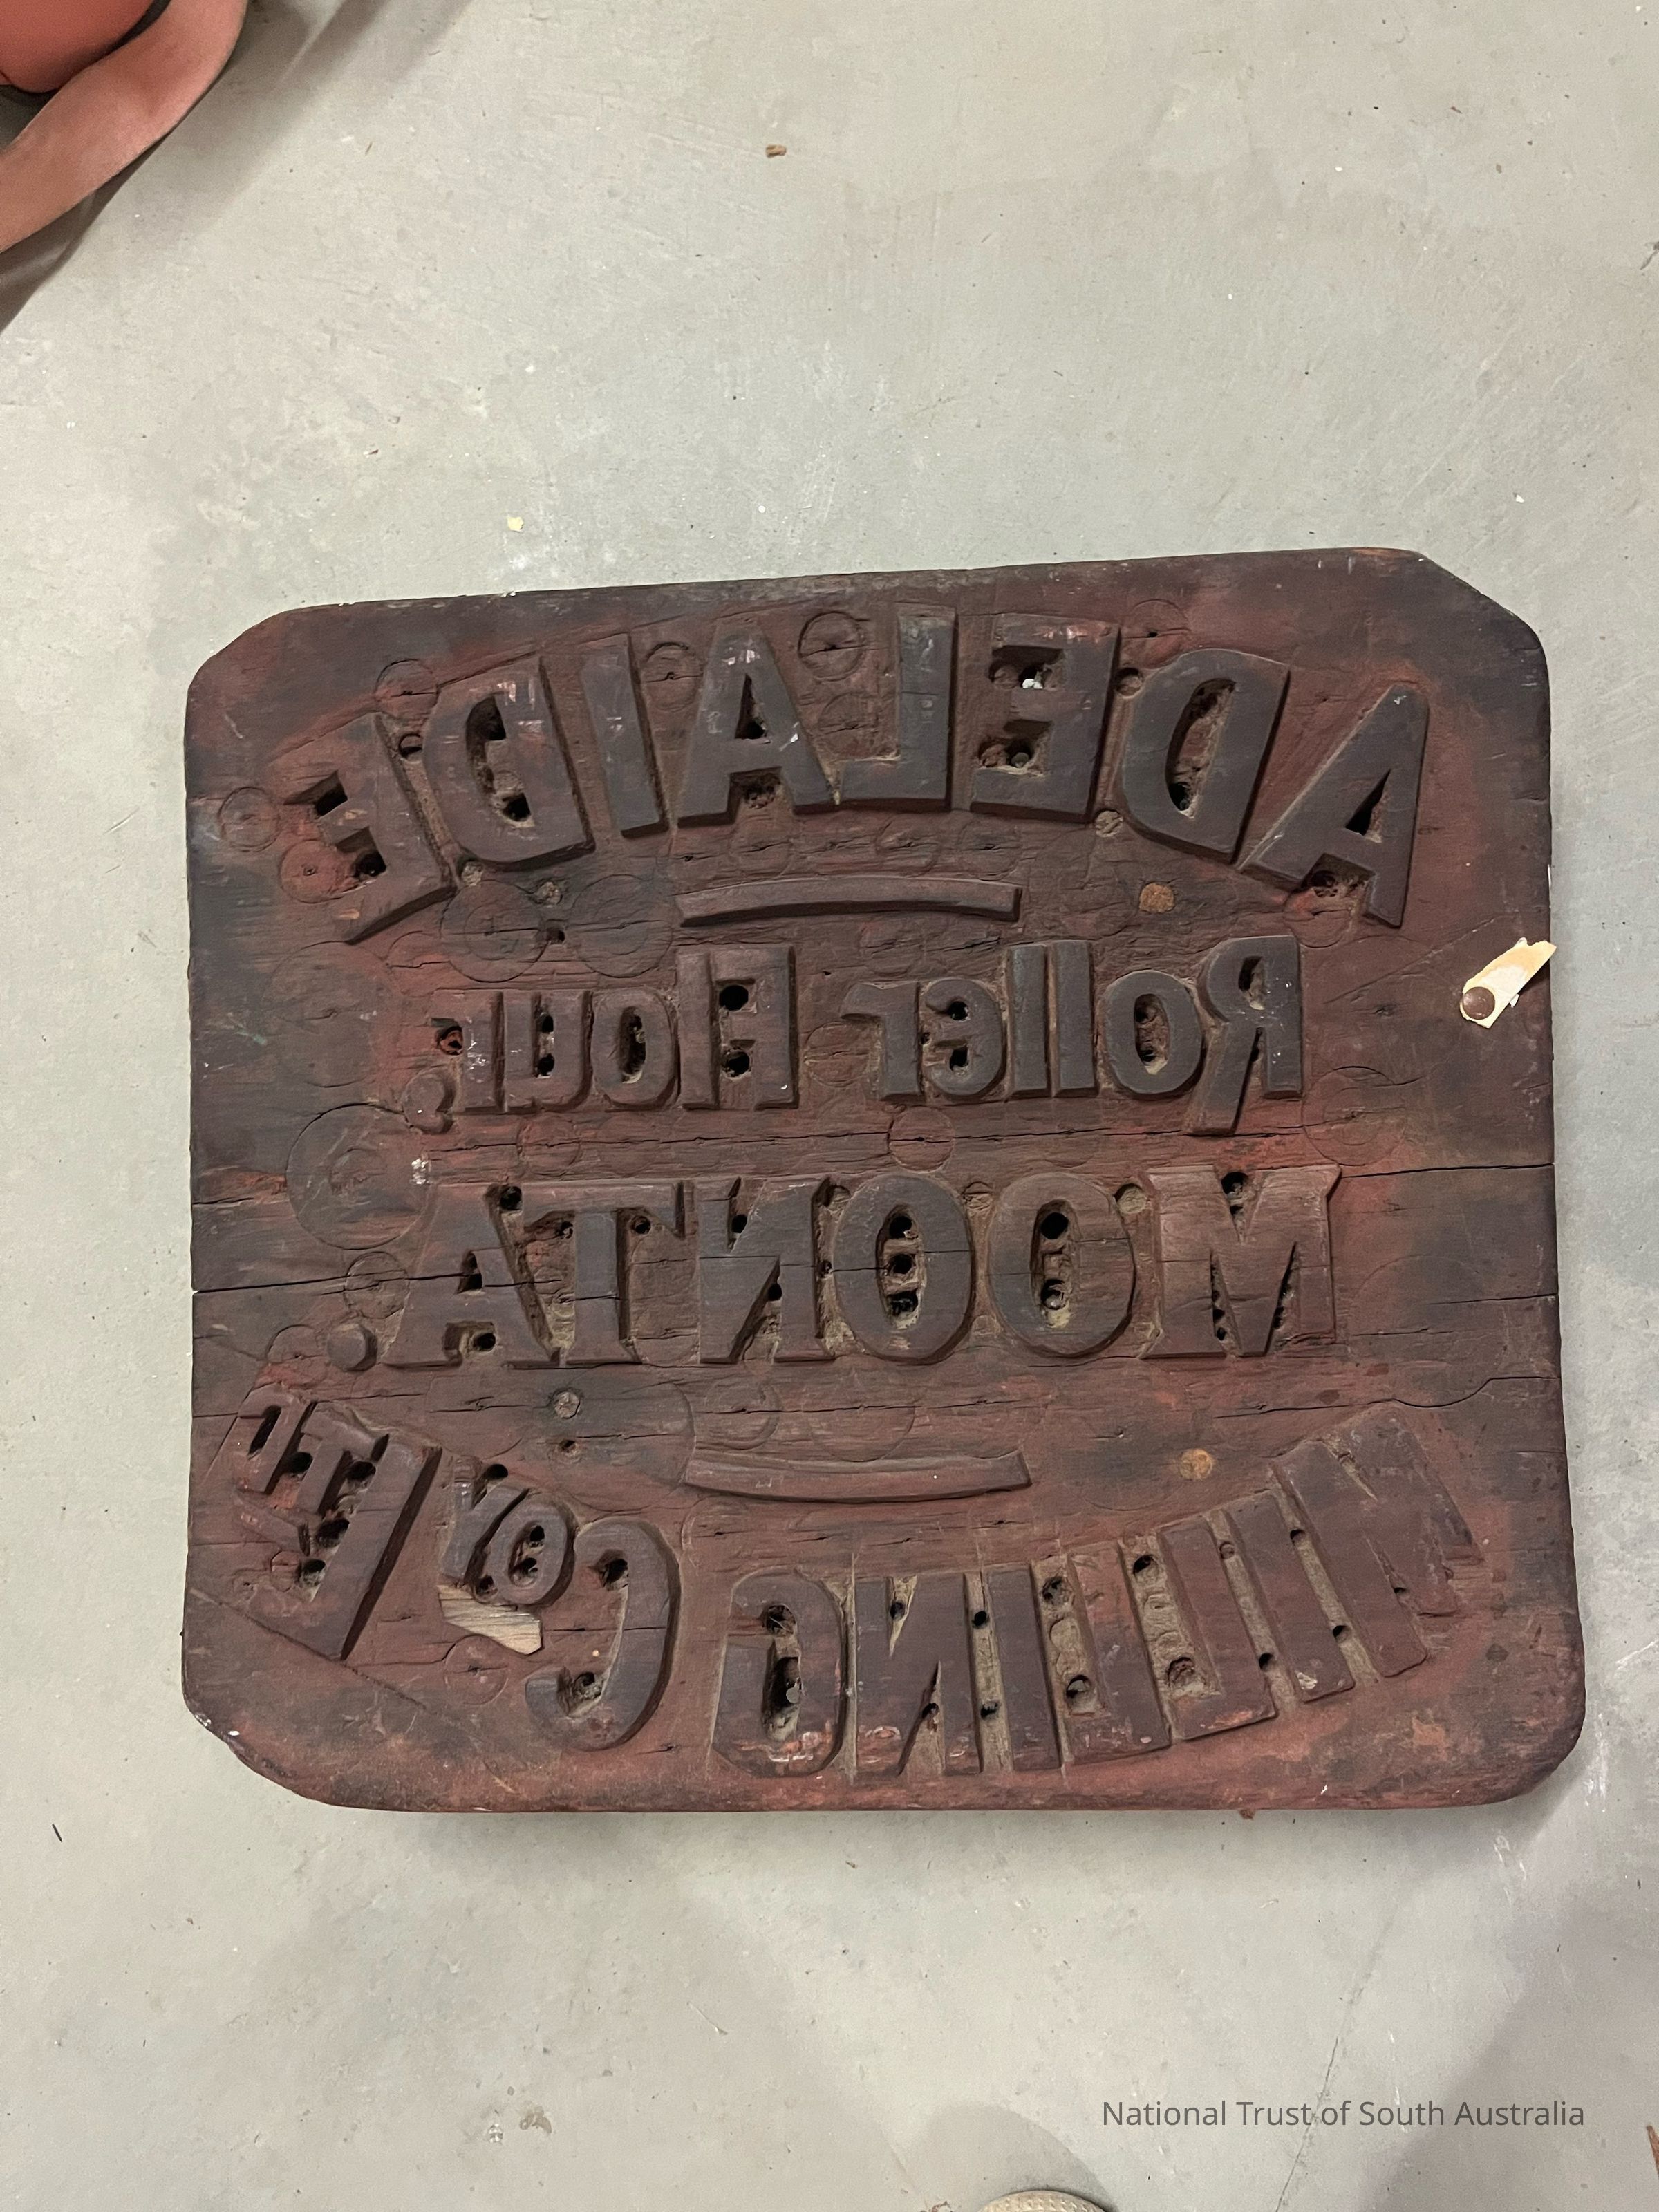 ADELAIDE
Roller Flour,
MOONTA.
MILLING Coy LTD
National Trust of South Australia